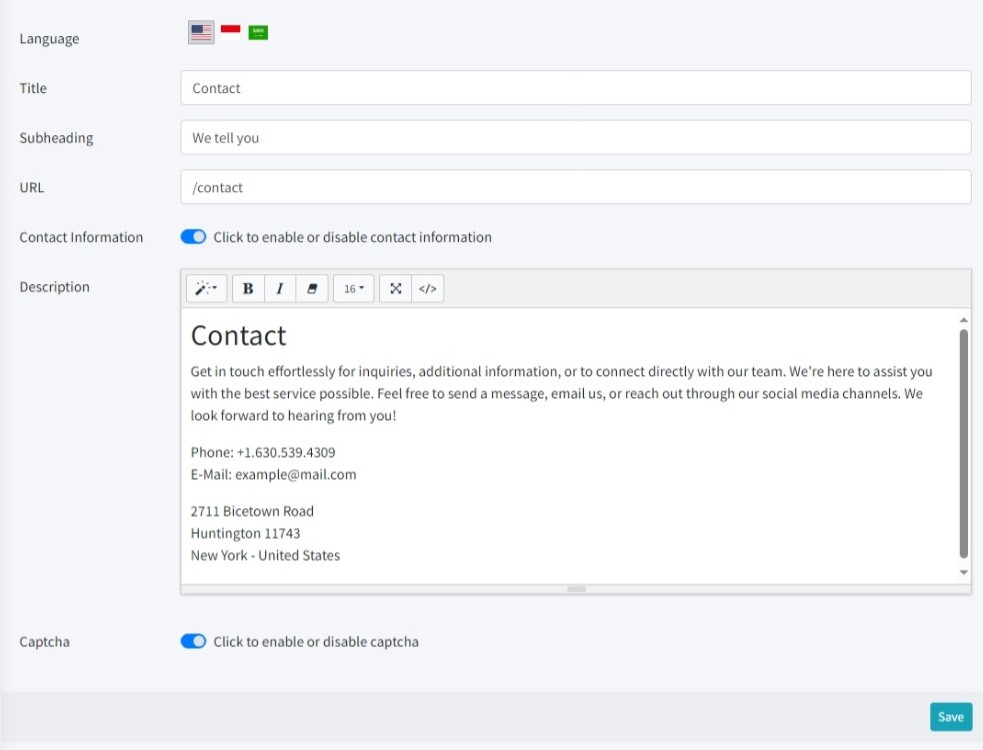 Language
Title
Contact
Subheading
We tell you
URL
/contact
Contact Information
Click to enable or disable contact information
Description
B I 16 </>
Contact
Get in touch effortlessly for inquiries, additional information, or to connect directly with our team. We're here to assist you
with the best service possible. Feel free to send a message, email us, or reach out through our social media channels. We
look forward to hearing from you!
Phone: +1.630.539.4309
E-Mail: example@mail.com
2711 Bicetown Road
Huntington 11743
New York - United States
Captcha
Click to enable or disable captcha
Save